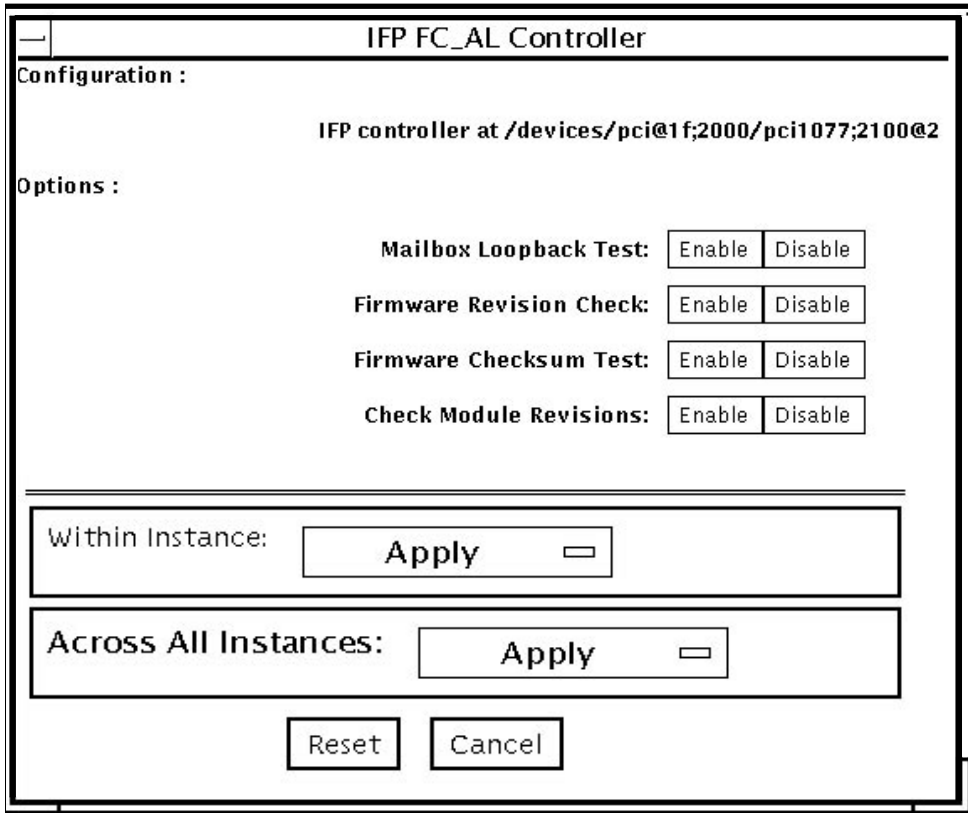 IFP FC_AL Controller
Configuration :
IFP controller at /devices/pci@1f;2000/pci1077;2100@2
Options :
Mailbox Loopback Test: Enable Disable
Firmware Revision Check: Enable Disable
Firmware Checksum Test: Enable Disable
Check Module Revisions: Enable Disable
Within Instance: Apply
Across All Instances: Apply
Reset Cancel